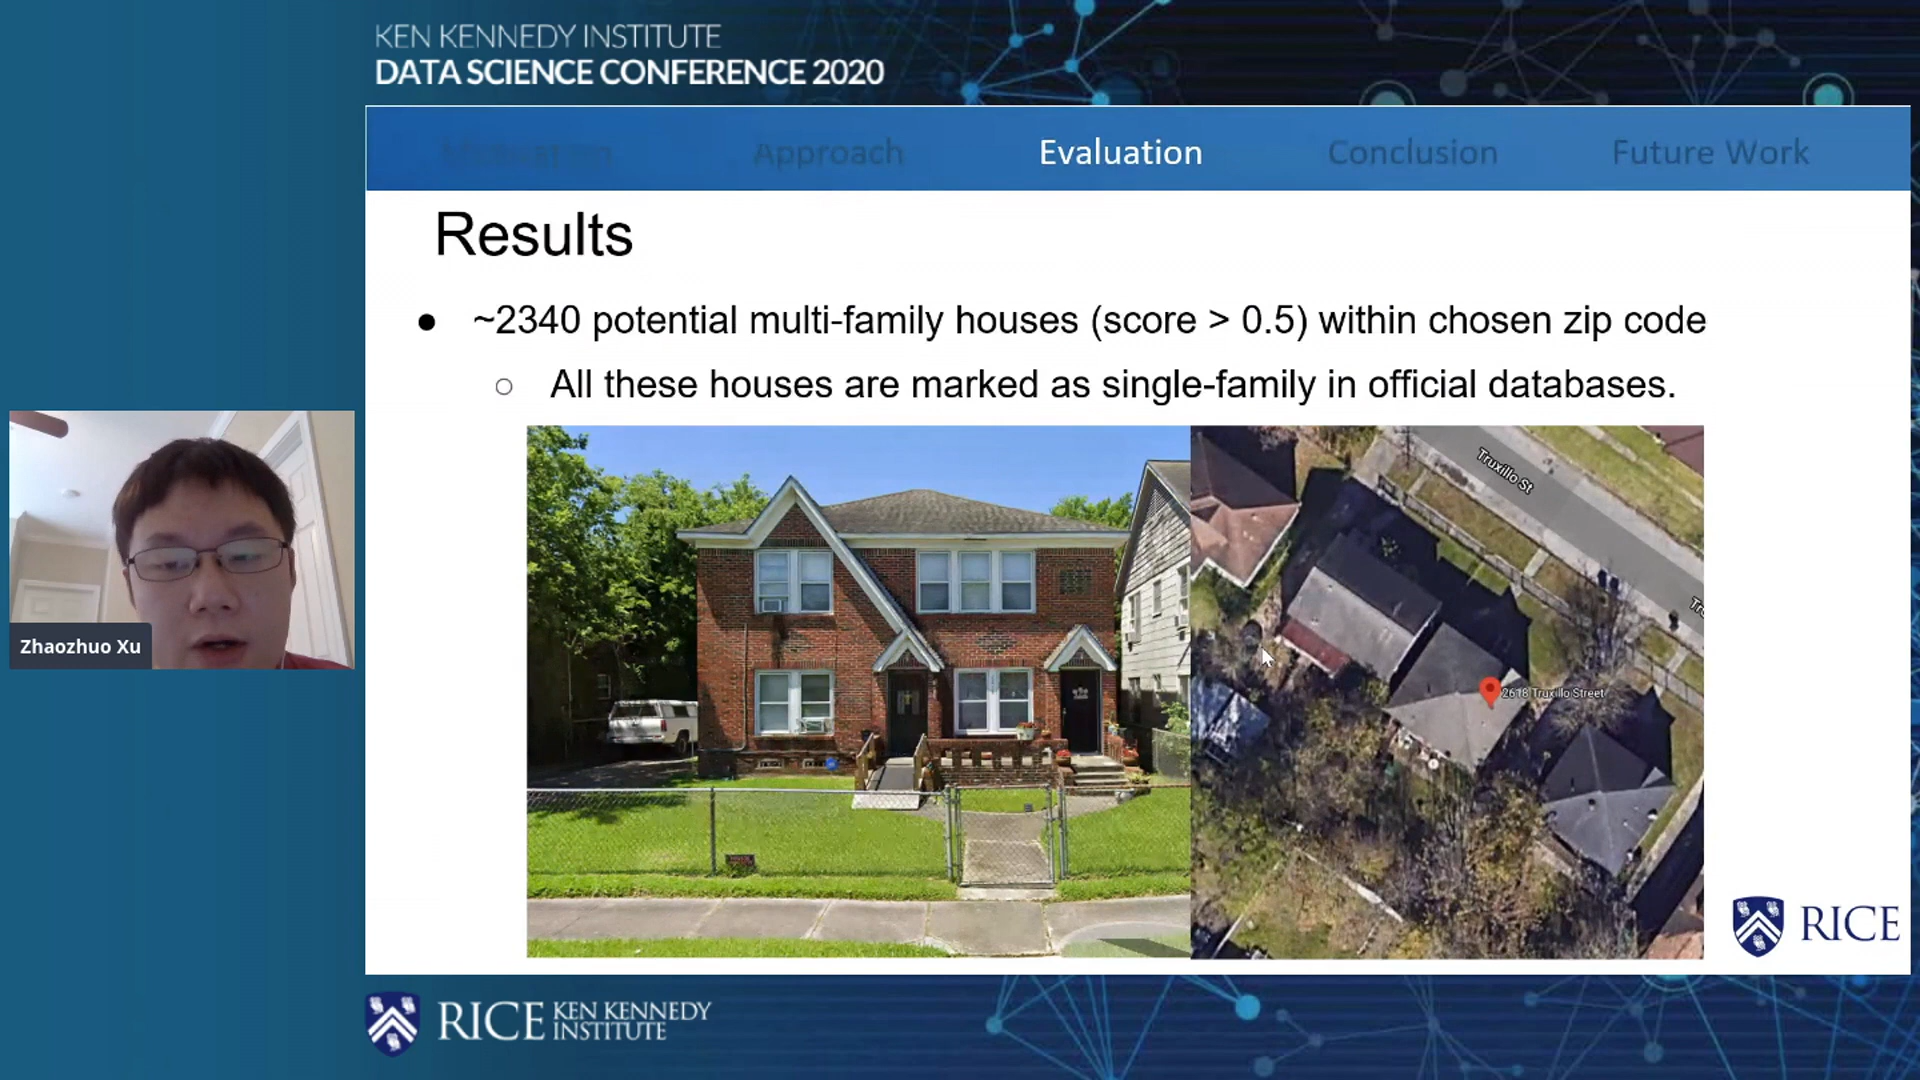 KEN KENNEDY INSTITUTE
DATA SCIENCE CONFERENCE 2020
Approach
Evaluation
Conclusion
Future Work
Results
~2340 potential multi-family houses (score > 0.5) within chosen zip code
All these houses are marked as single-family in official databases.
Truxillo St
2618 Truxillo Street
Zhaozhuo Xu
RICE
RICE KEN KENNEDY
INSTITUTE